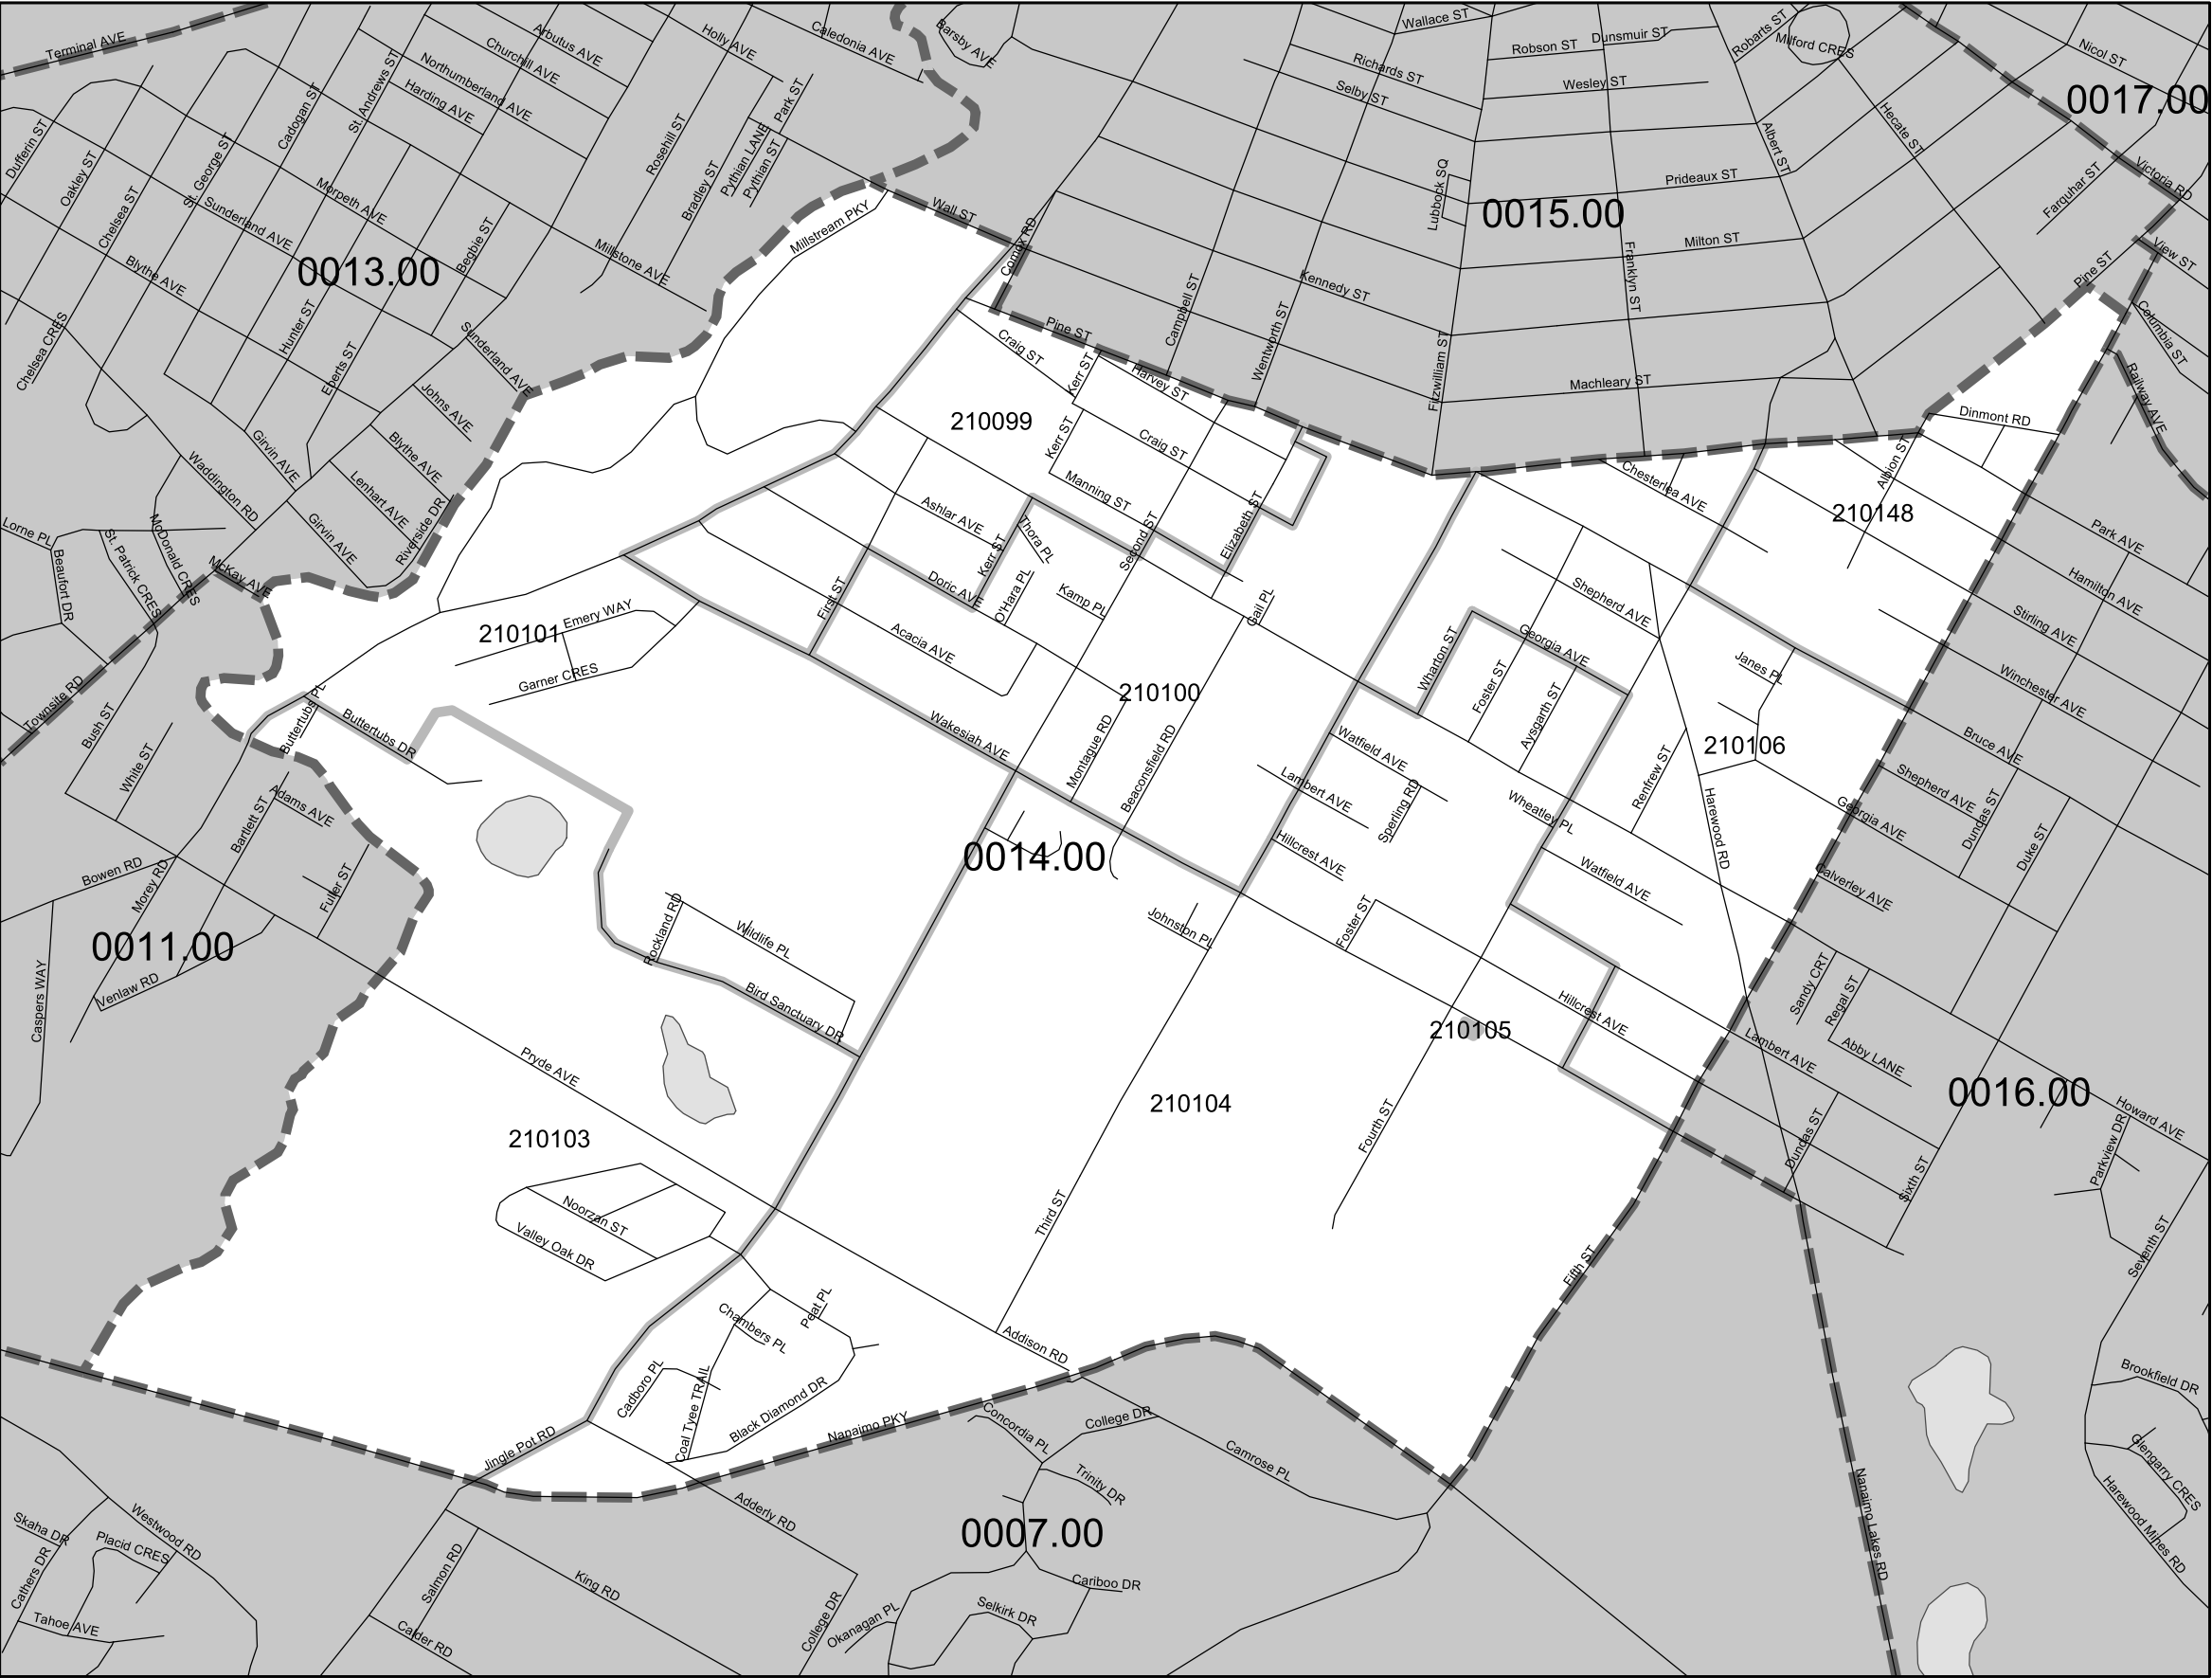 Terminal AVE
Arbutus AVE
Churchill AVE
Northumberland AVE
Harding AVE
Holly AVE
Caledonia AVE
Barsby AVE
Wallace ST
Richards ST
Selby ST
Robson ST
Dunsmuir ST
Wesley ST
Robarts ST
Milford CRES
Nicol ST
0017.00
Hecate ST
Albert ST
Victoria RD
Farquhar ST
View ST
Pine ST
Columbia ST
Railway AVE
Dufferin ST
Oakley ST
Chelsea ST
St. George ST
Cadogan ST
St. Andrews ST
Morpeth AVE
Sunderland AVE
Blythe AVE
0013.00
Begbie ST
Hunter ST
Eberts ST
Chelsea CRES
Rosehill ST
Bradley ST
Pythian LANE
Pythian ST
Park ST
Millstone AVE
Millstream PKY
Wall ST
Comox RD
Lubbock SQ
0015.00
Prideaux ST
Milton ST
Franklyn ST
Kennedy ST
Campbell ST
Wentworth ST
Fitzwilliam ST
Machleary ST
Sunderland AVE
Johns AVE
Blythe AVE
Lenhart AVE
Riverside DR
Girvin AVE
Girvin AVE
Waddington RD
McKay AVE
McDonald CRES
St. Patrick CRES
Beaufort DR
Lorne PL
Townsite RD
Pine ST
Craig ST
Kerr ST
Harvey ST
210099
Kerr ST
Craig ST
Manning ST
Ashlar AVE
Kerr ST
Thora PL
Second ST
Elizabeth ST
First ST
Doric AVE
O'Hara PL
Kamp PL
Gail PL
Acacia AVE
210100
Wakesiah AVE
Montague RD
Beaconsfield RD
Chesterlea AVE
Albion ST
Dinmont RD
210148
Park AVE
Hamilton AVE
Stirling AVE
Winchester AVE
Bruce AVE
Shepherd AVE
Georgia AVE
Wharton ST
Foster ST
Aysgarth ST
Janes PL
210106
Renfrew ST
Harewood RD
Shepherd AVE
Dundas ST
Georgia AVE
Duke ST
Calverley AVE
210101
Emery WAY
Garner CRES
Buttertubs PL
Buttertubs DR
Bush ST
White ST
Bartlett ST
Adams AVE
Fuller ST
Bowen RD
Morey RD
0011.00
Venlaw RD
Caspers WAY
Watfield AVE
Lambert AVE
Sperling RD
Hillcrest AVE
Wheatley PL
Watfield AVE
0014.00
Johnston PL
Foster ST
Rockland RD
Wildlife PL
Bird Sanctuary DR
Hillcrest AVE
210105
Sandy CRT
Regal ST
Abby LANE
Lambert AVE
0016.00
Howard AVE
Parkview DR
Dundas ST
Sixth ST
Seventh ST
Pryde AVE
210103
210104
Fourth ST
Third ST
Fifth ST
Noorzan ST
Valley Oak DR
Chambers PL
Peat PL
Cadboro PL
Coal Tyee TRAIL
Black Diamond DR
Addison RD
Jingle Pot RD
Nanaimo PKY
Concordia PL
College DR
Camrose PL
Trinity DR
Brookfield DR
Glengarry CRES
Harewood Mines RD
Nanaimo Lakes RD
Westwood RD
Skaha DR
Placid CRES
Cathers DR
Tahoe AVE
Salmon RD
Calder RD
King RD
Adderly RD
0007.00
College DR
Okanagan PL
Selkirk DR
Cariboo DR